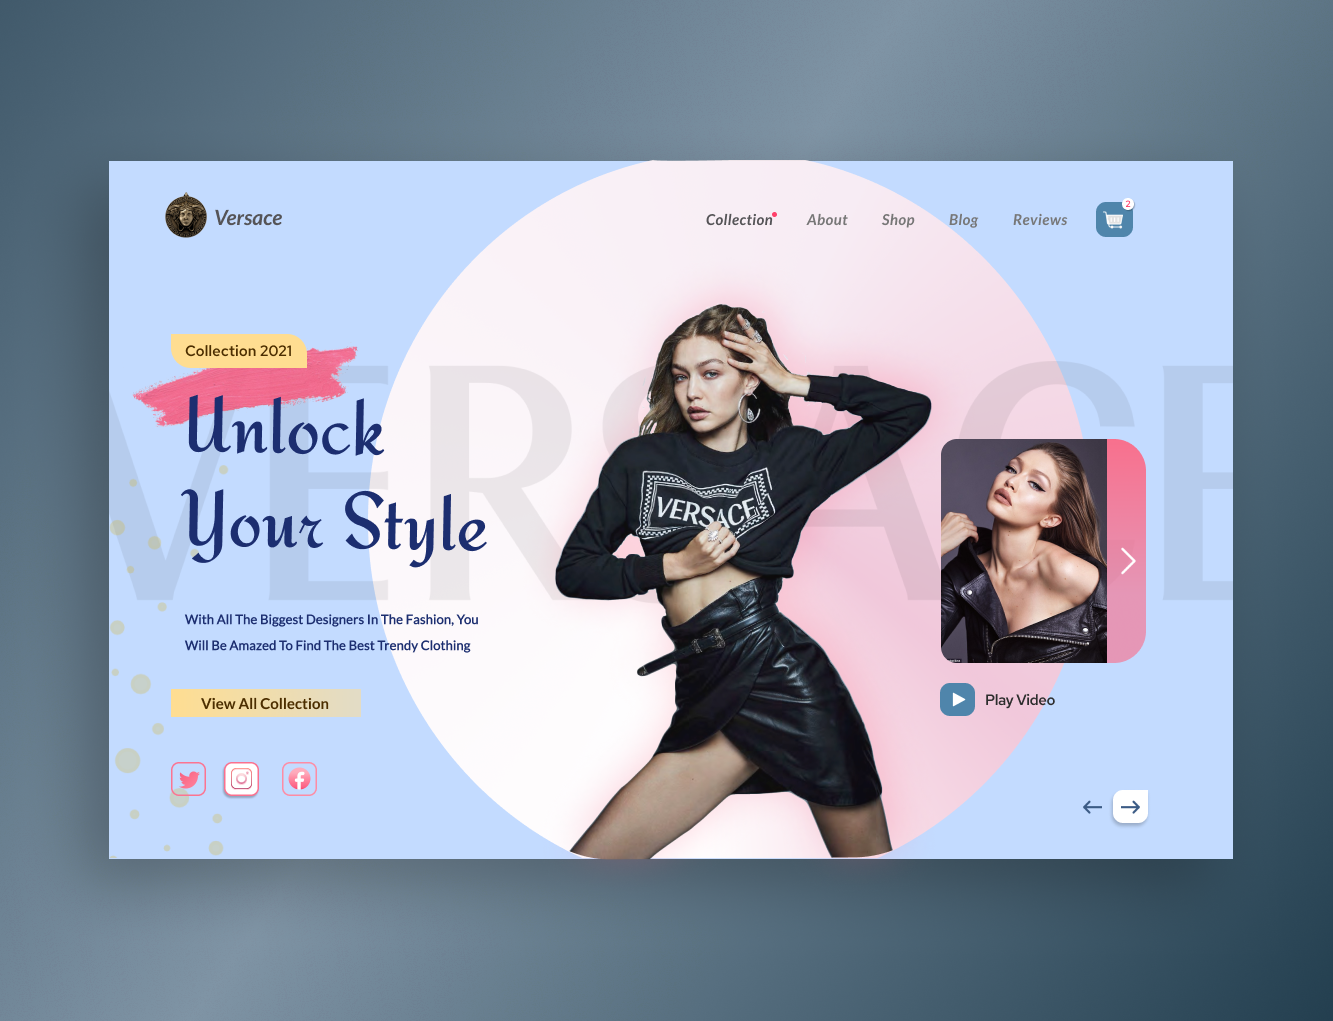 Versace
Collection
About
Shop
Blog
Reviews
2
Collection 2021
VERSACE
Unlock
Your Style
VERSACE
With All The Biggest Designers In The Fashion, You
Will Be Amazed To Find The Best Trendy Clothing
View All Collection
Play Video